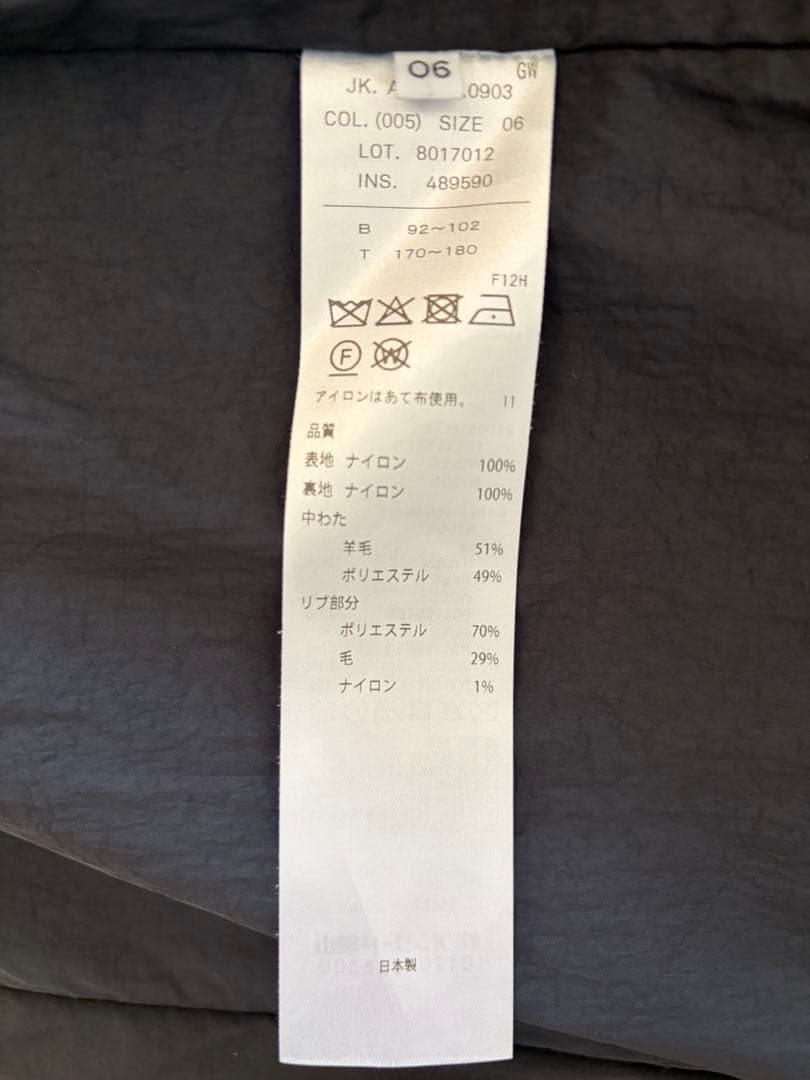 06
GW
JK. A .0903
COL. (005) SIZE 06
LOT. 8017012
INS. 489590
B 92～102
T 170～180
F12H
F W
アイロンはあて布使用。 11
品質
表地 ナイロン 100%
裏地 ナイロン 100%
中わた
羊毛 51%
ポリエステル 49%
リブ部分
ポリエステル 70%
毛 29%
ナイロン 1%
日本製